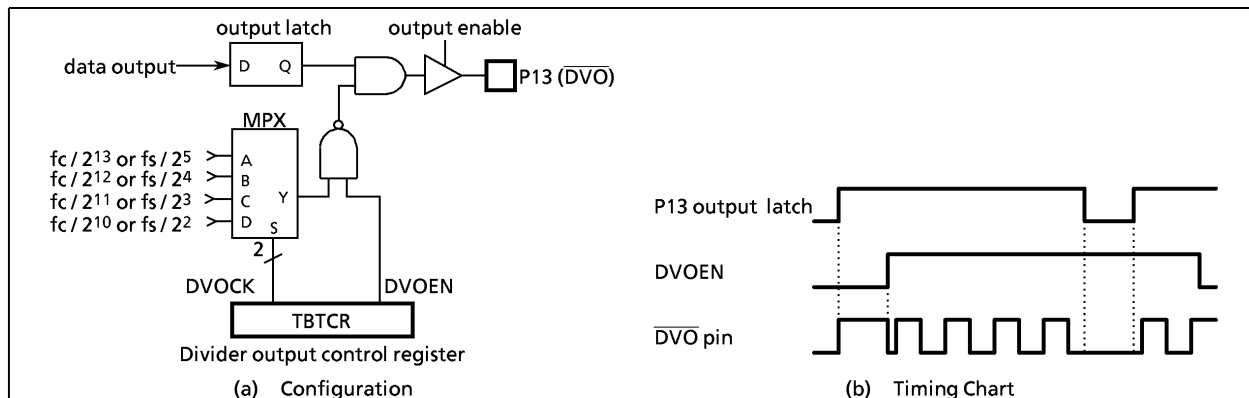 output latch
output enable
data output
D Q
P13 (D̅V̅O̅)
MPX
fc / 2¹³ or fs / 2⁵
A
fc / 2¹² or fs / 2⁴
B
fc / 2¹¹ or fs / 2³
C
Y
fc / 2¹⁰ or fs / 2²
D
S
2
DVOCK
DVOEN
TBTCR
Divider output control register
(a) Configuration
P13 output latch
DVOEN
D̅V̅O̅ pin
(b) Timing Chart